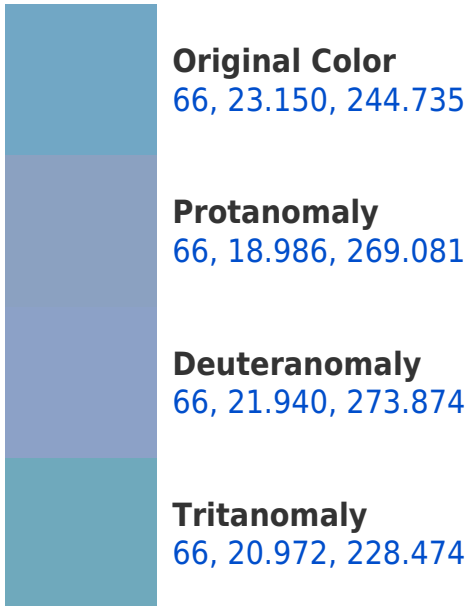 Original Color
66, 23.150, 244.735
Protanomaly
66, 18.986, 269.081
Deuteranomaly
66, 21.940, 273.874
Tritanomaly
66, 20.972, 228.474